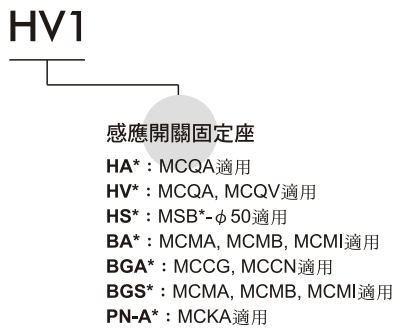 HV1
感應開關固定座
HA*：MCQA適用
HV*：MCQA, MCQV適用
HS*：MSB*-φ50適用
BA*：MCMA, MCMB, MCMI適用
BGA*：MCCG, MCCN適用
BGS*：MCMA, MCMB, MCMI適用
PN-A*：MCKA適用